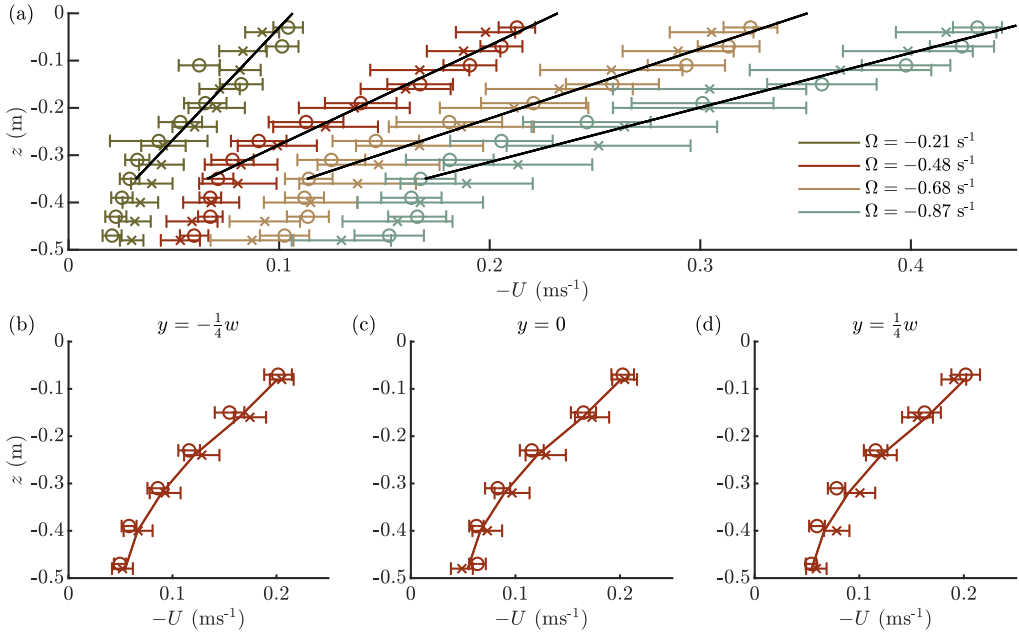 (a)
0
-0.1
-0.2
-0.3
-0.4
-0.5
z (m)
Ω = −0.21 s⁻¹
Ω = −0.48 s⁻¹
Ω = −0.68 s⁻¹
Ω = −0.87 s⁻¹
0 0.1 0.2 0.3 0.4
−U (ms⁻¹)
(b) y = −¼w
0
-0.1
-0.2
-0.3
-0.4
-0.5
z (m)
0 0.1 0.2
−U (ms⁻¹)
(c) y = 0
0
-0.1
-0.2
-0.3
-0.4
-0.5
0 0.1 0.2
−U (ms⁻¹)
(d) y = ¼w
0
-0.1
-0.2
-0.3
-0.4
-0.5
0 0.1 0.2
−U (ms⁻¹)